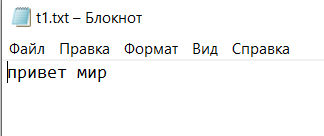 t1.txt – Блокнот
Файл Правка Формат Вид Справка
привет мир